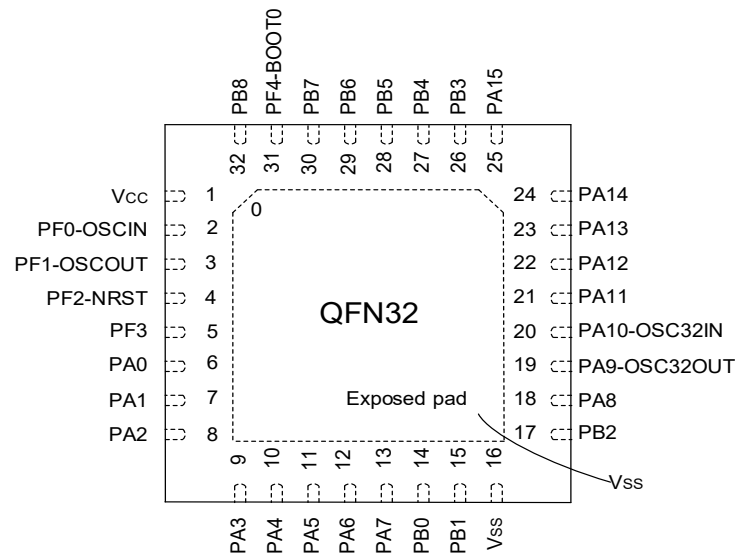 PB8 PF4-BOOT0 PB7 PB6 PB5 PB4 PB3 PA15
32 31 30 29 28 27 26 25
Vcc 1 24 PA14
0
PF0-OSCIN 2 23 PA13
PF1-OSCOUT 3 22 PA12
PF2-NRST 4 21 PA11
QFN32
PF3 5 20 PA10-OSC32IN
PA0 6 19 PA9-OSC32OUT
PA1 7 Exposed pad 18 PA8
PA2 8 17 PB2
9 10 11 12 13 14 15 16
Vss
PA3 PA4 PA5 PA6 PA7 PB0 PB1 Vss